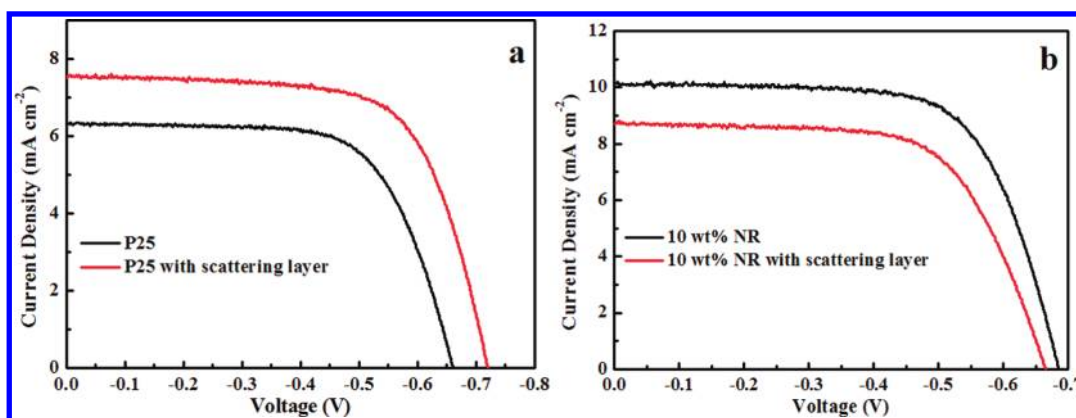 a
Current Density (mA cm-2)
8
6
4
2
0
P25
P25 with scattering layer
0.0 -0.1 -0.2 -0.3 -0.4 -0.5 -0.6 -0.7 -0.8
Voltage (V)
b
Current Density (mA cm-2)
12
10
8
6
4
2
0
10 wt% NR
10 wt% NR with scattering layer
0.0 -0.1 -0.2 -0.3 -0.4 -0.5 -0.6 -0.7
Voltage (V)